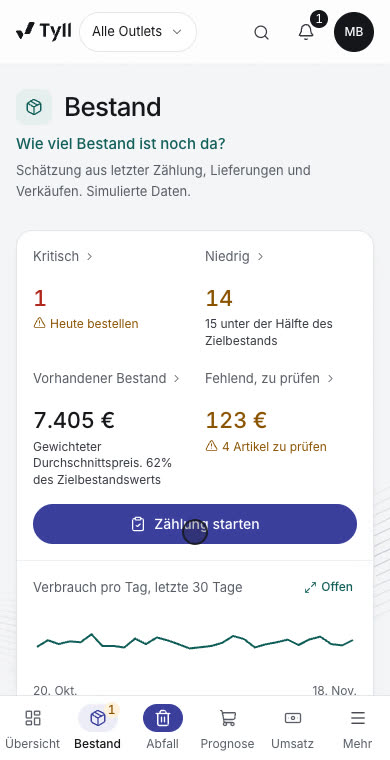 Tyll
Alle Outlets
1
MB
Bestand
Wie viel Bestand ist noch da?
Schätzung aus letzter Zählung, Lieferungen und
Verkäufen. Simulierte Daten.
Kritisch
Niedrig
1
14
Heute bestellen
15 unter der Hälfte des
Zielbestands
Vorhandener Bestand
Fehlend, zu prüfen
7.405 €
123 €
Gewichteter
Durchschnittspreis. 62%
des Zielbestandswerts
4 Artikel zu prüfen
Zählung starten
Verbrauch pro Tag, letzte 30 Tage
Offen
20. Okt.
18. Nov.
1
Übersicht
Bestand
Abfall
Prognose
Umsatz
Mehr